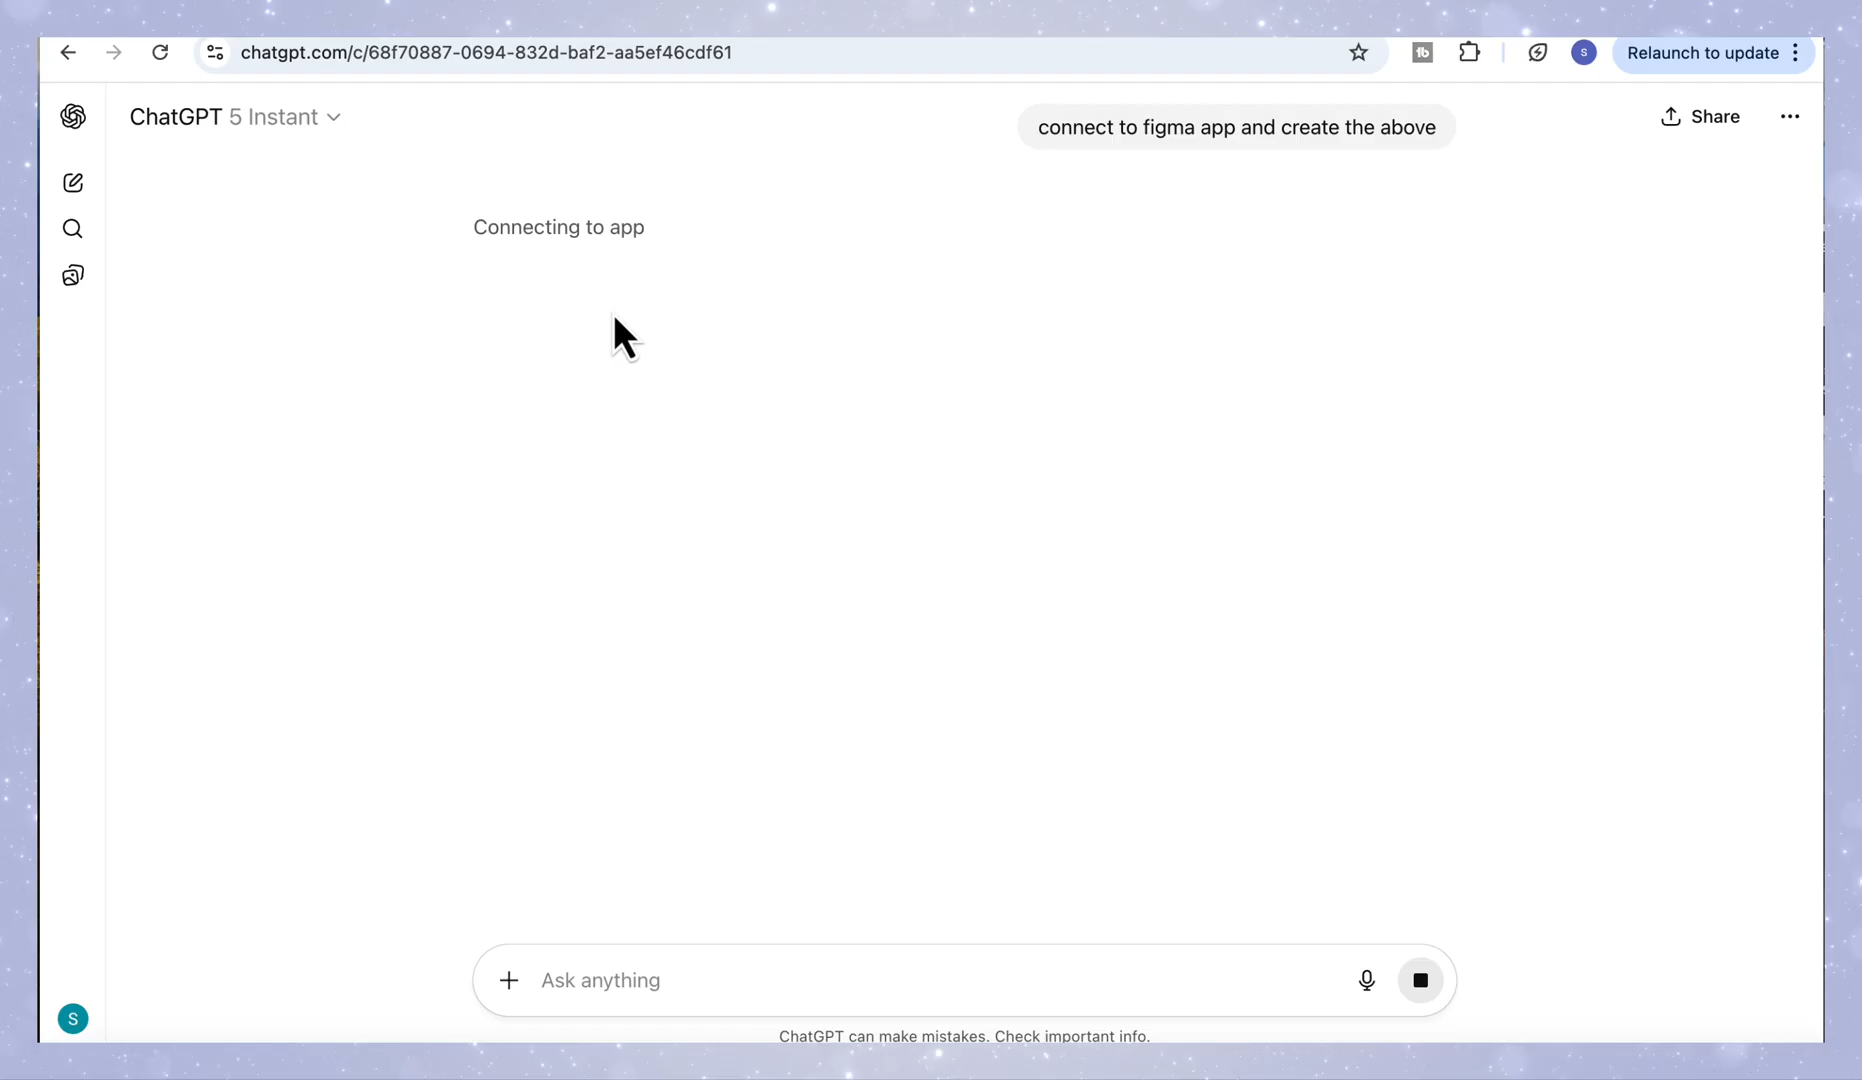 chatgpt.com/c/68f70887-0694-832d-baf2-aa5ef46cdf61
tb
S
Relaunch to update
ChatGPT 5 Instant
connect to figma app and create the above
Share
Connecting to app
Ask anything
S
ChatGPT can make mistakes. Check important info.